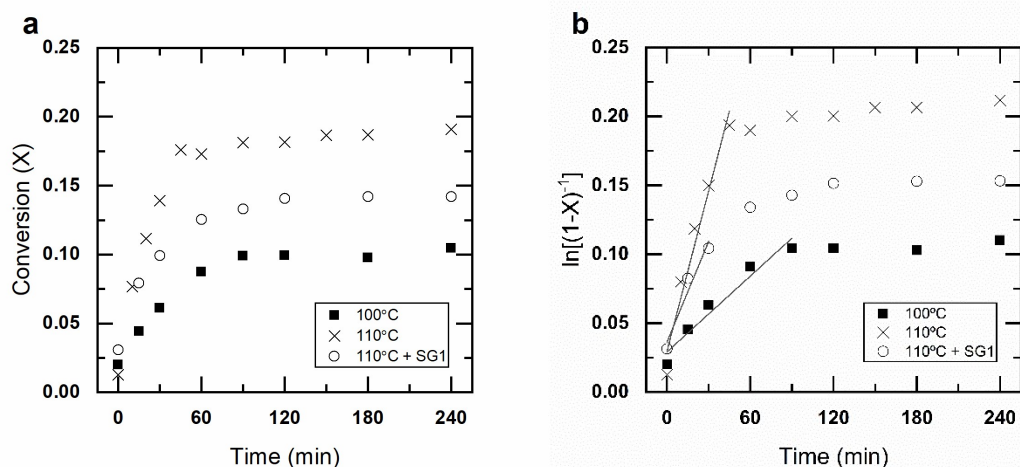 a
0.25
0.20
0.15
0.10
0.05
0.00
Conversion (X)
0 60 120 180 240
Time (min)
100°C
110°C
110°C + SG1
b
0.25
0.20
0.15
0.10
0.05
0.00
ln[(1-X)⁻¹]
0 60 120 180 240
Time (min)
100ºC
110ºC
110ºC + SG1